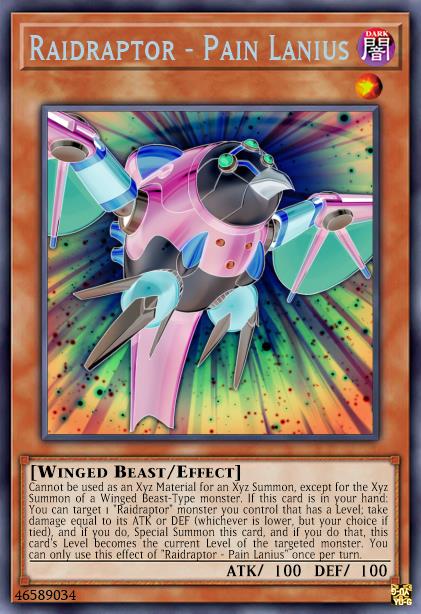 Raidraptor - Pain Lanius
DARK
闇
[Winged Beast/Effect]
Cannot be used as an Xyz Material for an Xyz Summon, except for the Xyz
Summon of a Winged Beast-Type monster. If this card is in your hand:
You can target 1 "Raidraptor" monster you control that has a Level; take
damage equal to its ATK or DEF (whichever is lower, but your choice if
tied), and if you do, Special Summon this card, and if you do that, this
card's Level becomes the current Level of the targeted monster. You can
only use this effect of "Raidraptor - Pain Lanius" once per turn.
ATK/ 100 DEF/ 100
46589034